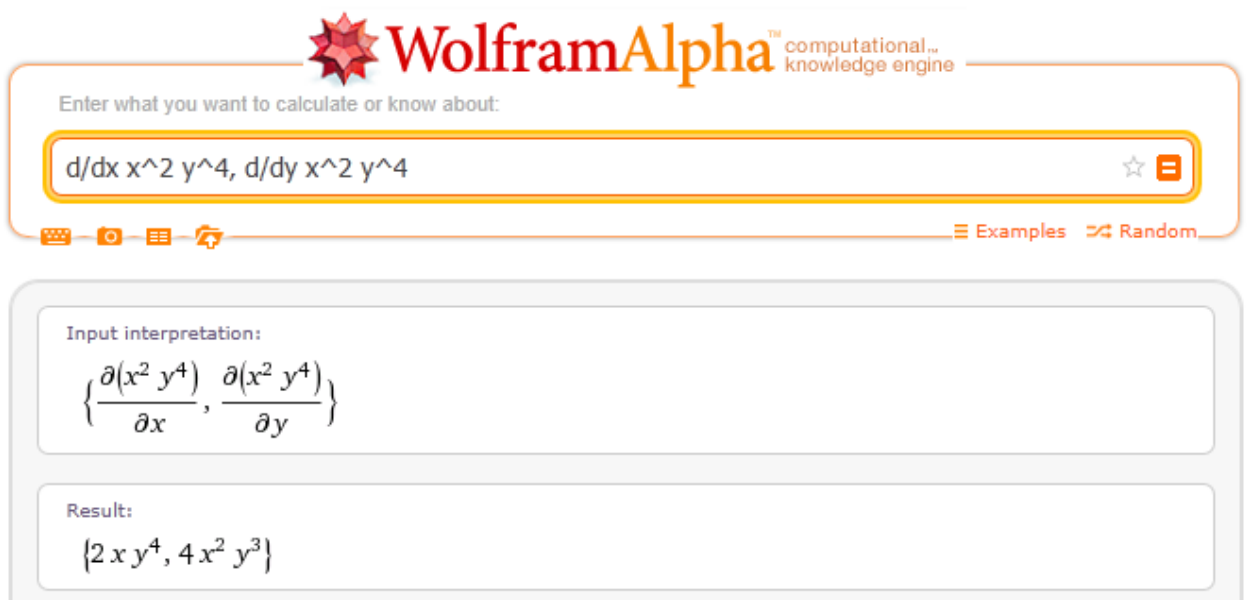 WolframAlpha™ computational... knowledge engine
Enter what you want to calculate or know about:
d/dx x^2 y^4, d/dy x^2 y^4
Examples Random
Input interpretation:
{∂(x² y⁴)/∂x, ∂(x² y⁴)/∂y}
Result:
{2 x y⁴, 4 x² y³}